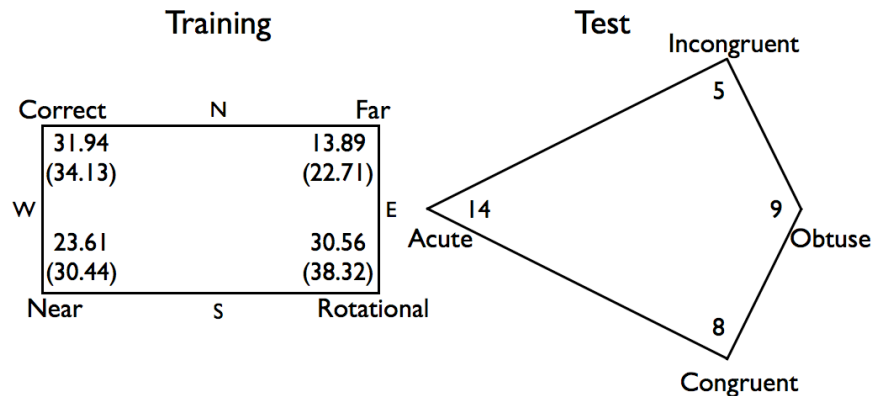 Training
Correct
N
Far
31.94
(34.13)
13.89
(22.71)
W
E
23.61
(30.44)
30.56
(38.32)
Near
S
Rotational
Test
Incongruent
5
14
Acute
9
Obtuse
8
Congruent